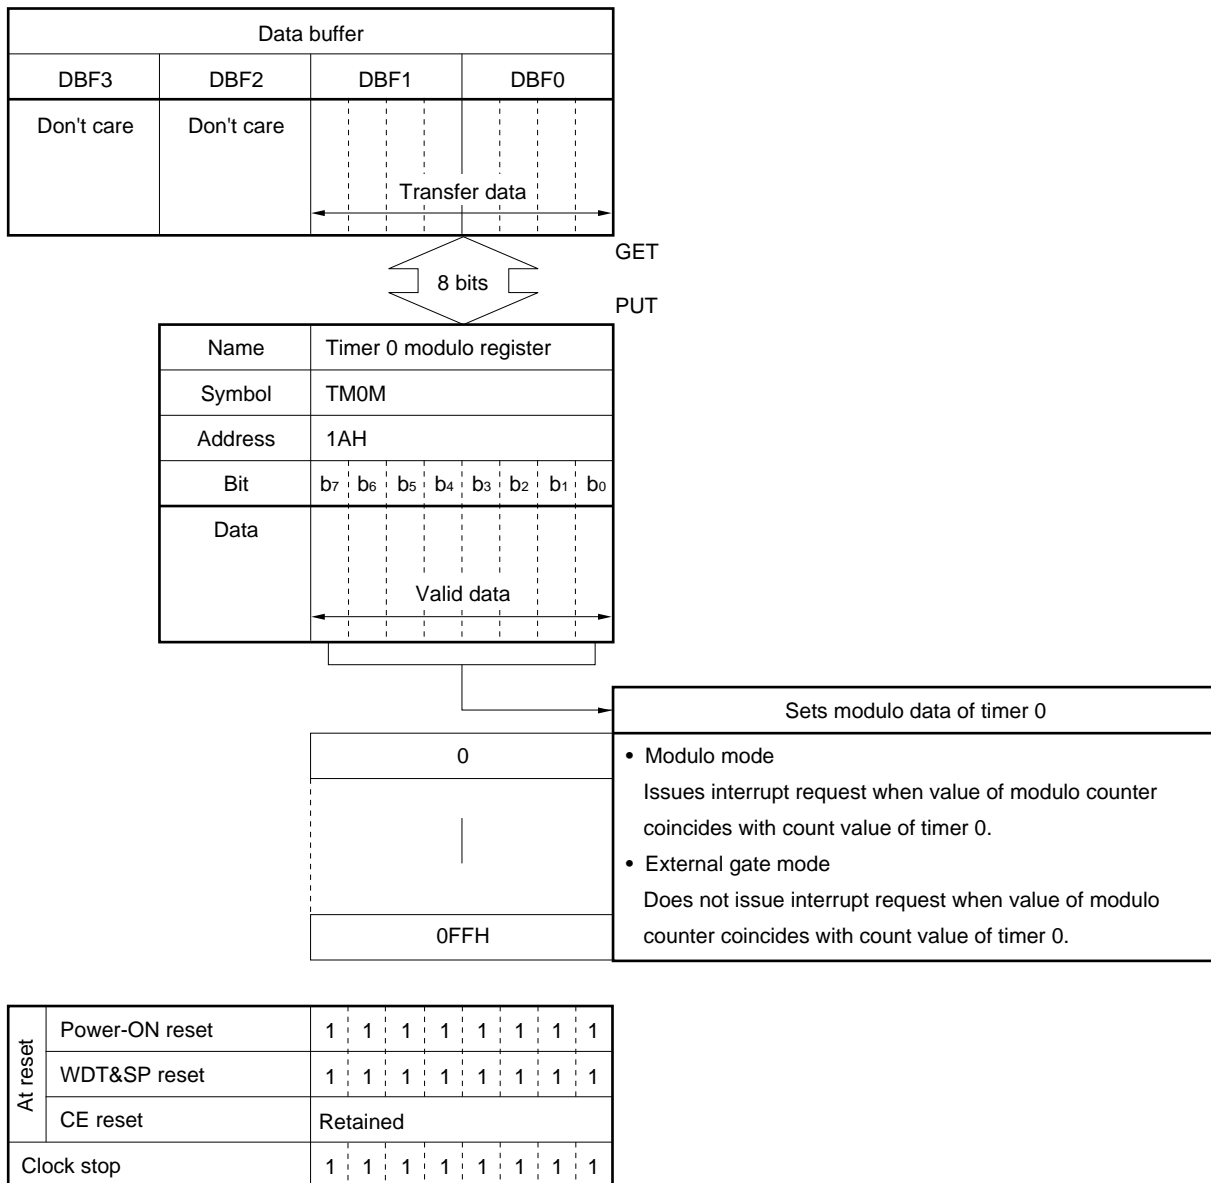 Data buffer
DBF3 DBF2 DBF1 DBF0
Don't care Don't care
Transfer data
GET
8 bits
PUT
Name Timer 0 modulo register
Symbol TM0M
Address 1AH
Bit b7 b6 b5 b4 b3 b2 b1 b0
Data
Valid data
Sets modulo data of timer 0
0
• Modulo mode
Issues interrupt request when value of modulo counter
coincides with count value of timer 0.
• External gate mode
Does not issue interrupt request when value of modulo
counter coincides with count value of timer 0.
0FFH
At reset
Power-ON reset 1 1 1 1 1 1 1 1
WDT&SP reset 1 1 1 1 1 1 1 1
CE reset Retained
Clock stop 1 1 1 1 1 1 1 1